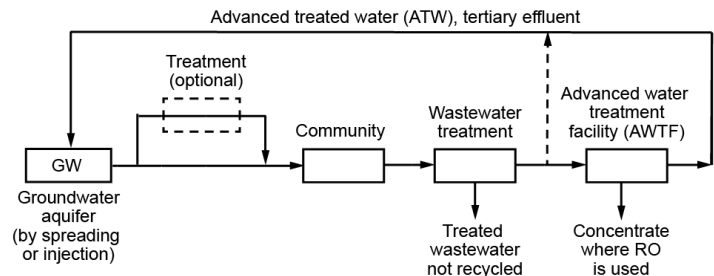 Advanced treated water (ATW), tertiary effluent
Treatment
(optional)
Community
Wastewater
treatment
Advanced water
treatment
facility (AWTF)
GW
Groundwater
aquifer
(by spreading
or injection)
Treated
wastewater
not recycled
Concentrate
where RO
is used